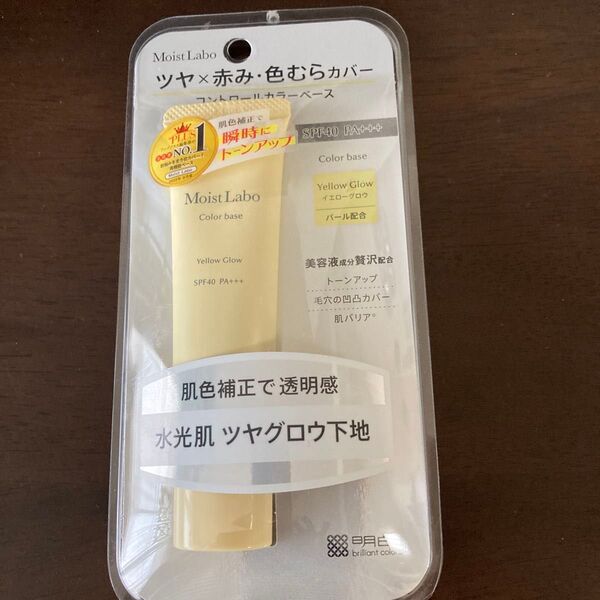 Moist Labo
ツヤ×赤み・色むらカバー
コントロールカラーベース
肌色補正で
瞬時に
トーンアップ
PLUS
NO.1
Moist Labo
SPF40 PA+++
Color base
Yellow Glow
イエローグロウ
パール配合
Moist Labo
Color base
Yellow Glow
SPF40 PA+++
美容液成分贅沢配合
トーンアップ
毛穴の凹凸カバー
肌バリア
肌色補正で透明感
水光肌 ツヤグロウ下地
明色
brilliant colors